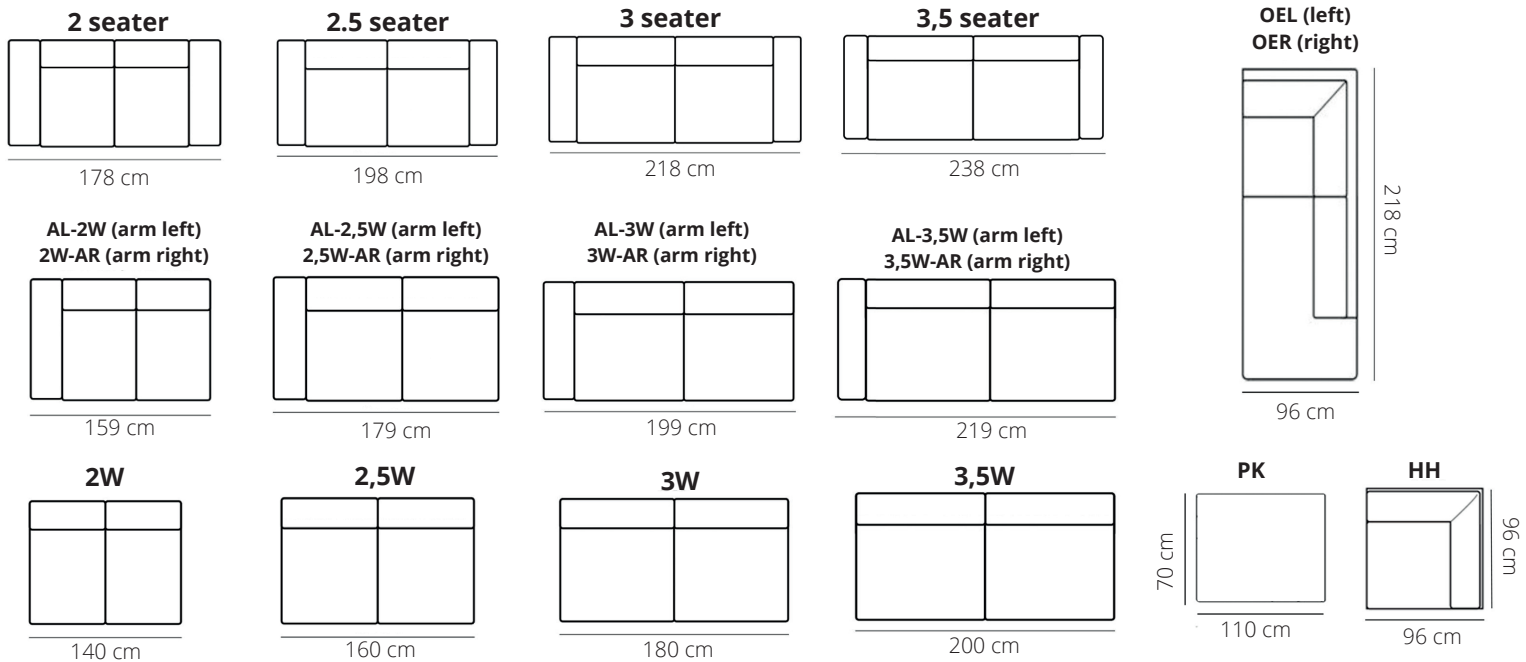 2 seater
2.5 seater
3 seater
3,5 seater
OEL (left)
OER (right)
178 cm
198 cm
218 cm
238 cm
218 cm
96 cm
AL-2W (arm left)
2W-AR (arm right)
AL-2,5W (arm left)
2,5W-AR (arm right)
AL-3W (arm left)
3W-AR (arm right)
AL-3,5W (arm left)
3,5W-AR (arm right)
159 cm
179 cm
199 cm
219 cm
2W
2,5W
3W
3,5W
PK
HH
70 cm
96 cm
140 cm
160 cm
180 cm
200 cm
110 cm
96 cm